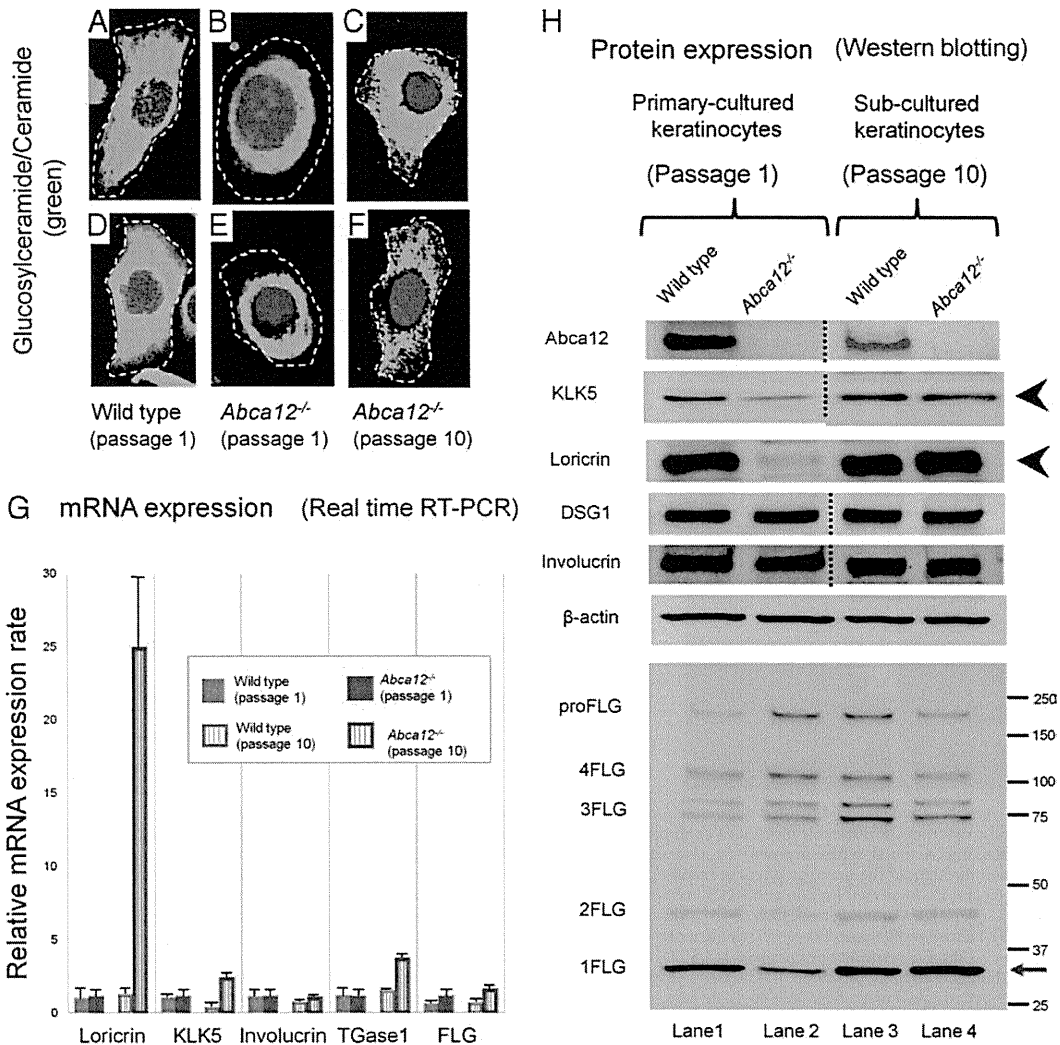 A
B
C
D
E
F
Glucosylceramide/Ceramide
(green)
Wild type
(passage 1)
Abca12-/-
(passage 1)
Abca12-/-
(passage 10)
G mRNA expression (Real time RT-PCR)
Relative mRNA expression rate
30
25
20
15
10
5
0
Wild type
(passage 1)
Abca12-/-
(passage 1)
Wild type
(passage 10)
Abca12-/-
(passage 10)
Loricrin KLK5 Involucrin TGase1 FLG
H
Protein expression (Western blotting)
Primary-cultured
keratinocytes
(Passage 1)
Sub-cultured
keratinocytes
(Passage 10)
Wild type
Abca12-/-
Wild type
Abca12-/-
Abca12
KLK5
Loricrin
DSG1
Involucrin
β-actin
proFLG
4FLG
3FLG
2FLG
1FLG
250
150
100
75
50
37
25
Lane1 Lane 2 Lane 3 Lane 4